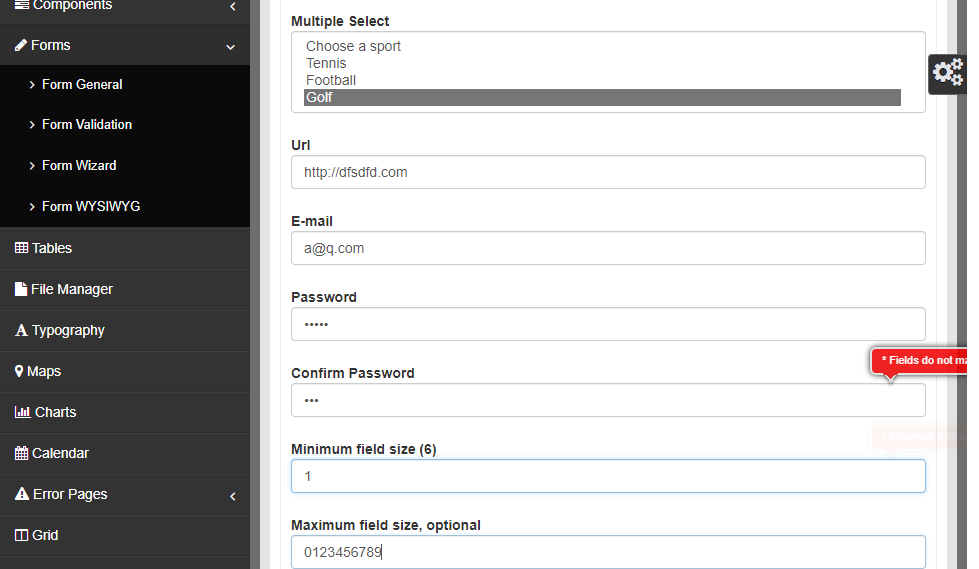 Components
Forms
Form General
Form Validation
Form Wizard
Form WYSIWYG
Tables
File Manager
Typography
Maps
Charts
Calendar
Error Pages
Grid
Multiple Select
Choose a sport
Tennis
Football
Golf
Url
http://dfsdfd.com
E-mail
a@q.com
Password
•••••
* Fields do not ma
Confirm Password
•••
Minimum field size (6)
1
Maximum field size, optional
0123456789